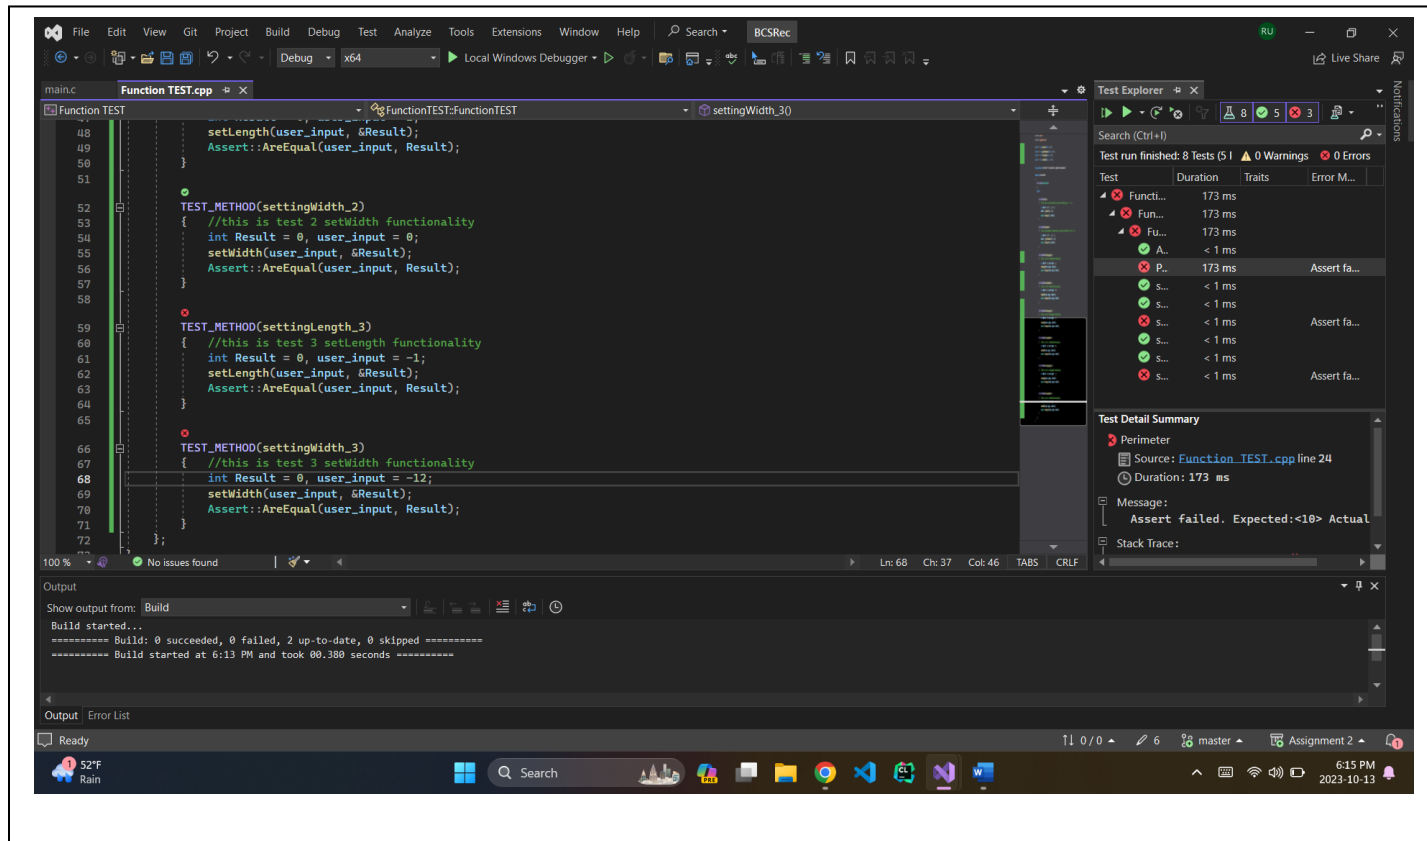 File Edit View Git Project Build Debug Test Analyze Tools Extensions Window Help Search BCSRec RU
Debug x64 Local Windows Debugger Live Share
main.c Function TEST.cpp
Function TEST FunctionTEST::FunctionTEST settingWidth_3()
48 setLength(user_input, &Result);
49 Assert::AreEqual(user_input, Result);
50 }
51
52 TEST_METHOD(settingWidth_2)
53 { //this is test 2 setWidth functionality
54 int Result = 0, user_input = 0;
55 setWidth(user_input, &Result);
56 Assert::AreEqual(user_input, Result);
57 }
58
59 TEST_METHOD(settingLength_3)
60 { //this is test 3 setLength functionality
61 int Result = 0, user_input = -1;
62 setLength(user_input, &Result);
63 Assert::AreEqual(user_input, Result);
64 }
65
66 TEST_METHOD(settingWidth_3)
67 { //this is test 3 setWidth functionality
68 int Result = 0, user_input = -12;
69 setWidth(user_input, &Result);
70 Assert::AreEqual(user_input, Result);
71 }
72 };
100 % No issues found Ln: 68 Ch: 37 Col: 46 TABS CRLF
Test Explorer
8 5 3
Search (Ctrl+I)
Test run finished: 8 Tests (5 I 0 Warnings 0 Errors
Test Duration Traits Error M...
Functi... 173 ms
Fun... 173 ms
Fu... 173 ms
A.. < 1 ms
P.. 173 ms Assert fa...
s... < 1 ms
s... < 1 ms
s... < 1 ms Assert fa...
s... < 1 ms
s... < 1 ms
s... < 1 ms Assert fa...
Test Detail Summary
Perimeter
Source: Function TEST.cpp line 24
Duration: 173 ms
Message:
Assert failed. Expected:<10> Actual
Stack Trace:
Notifications
Output
Show output from: Build
Build started...
========== Build: 0 succeeded, 0 failed, 2 up-to-date, 0 skipped ==========
========== Build started at 6:13 PM and took 00.380 seconds ==========
Output Error List
Ready 0 / 0 6 master Assignment 2 1
1 52°F
Rain
Search
6:15 PM
2023-10-13